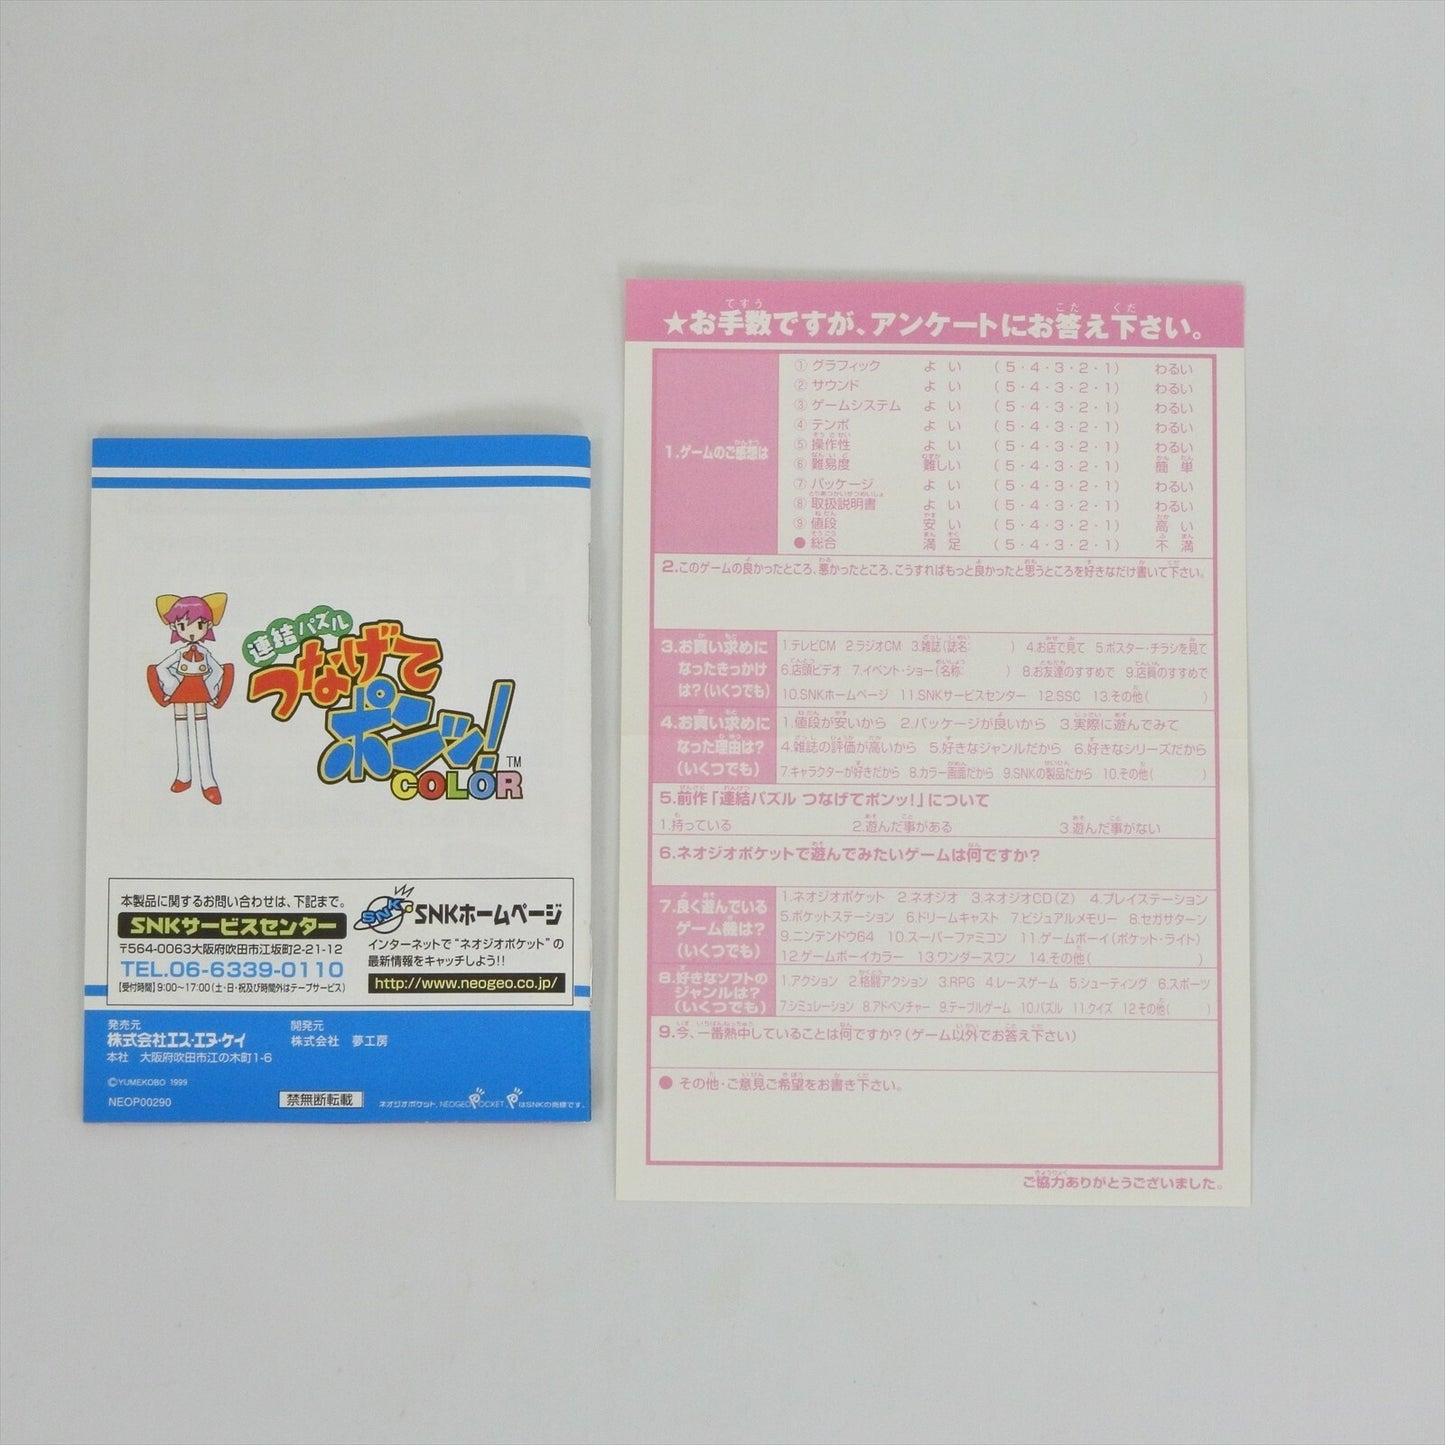 連結パズル
つなげて
ポンッ!
TM
COLOR
本製品に関するお問い合わせは、下記まで。
SNKサービスセンター
〒564-0063大阪府吹田市江坂町2-21-12
TEL.06-6339-0110
[受付時間] 9:00〜17:00(土・日・祝及び時間外はテープサービス)
SNK
SNKホームページ
インターネットで“ネオジオポケット”の
最新情報をキャッチしよう!!
http://www.neogeo.co.jp/
発売元
株式会社エス・エヌ・ケイ
本社 大阪府吹田市江の木町1-6
開発元
株式会社 夢工房
©YUMEKOBO 1999
NEOP00290
禁無断転載
ネオジオポケット, NEOGEO POCKET, PはSNKの商標です。
★お手数ですが、アンケートにお答え下さい。
1.ゲームのご感想は
① グラフィック よい (5・4・3・2・1) わるい
② サウンド よい (5・4・3・2・1) わるい
③ ゲームシステム よい (5・4・3・2・1) わるい
④ テンポ よい (5・4・3・2・1) わるい
⑤ 操作性 よい (5・4・3・2・1) わるい
⑥ 難易度 難しい (5・4・3・2・1) 簡単
⑦ パッケージ よい (5・4・3・2・1) わるい
⑧ 取扱説明書 よい (5・4・3・2・1) わるい
⑨ 値段 安い (5・4・3・2・1) 高い
● 総合 満足 (5・4・3・2・1) 不満
2.このゲームの良かったところ、悪かったところ、こうすればもっと良かったと思うところを好きなだけ書いて下さい。
3.お買い求めに
なったきっかけ
は?(いくつでも)
1.テレビCM 2.ラジオCM 3.雑誌(誌名: ) 4.お店で見て 5.ポスター・チラシを見て
6.店頭ビデオ 7.イベント・ショー(名称: ) 8.お友達のすすめで 9.店員のすすめで
10.SNKホームページ 11.SNKサービスセンター 12.SSC 13.その他( )
4.お買い求めに
なった理由は?
(いくつでも)
1.値段が安いから 2.パッケージが良いから 3.実際に遊んでみて
4.雑誌の評価が高いから 5.好きなジャンルだから 6.好きなシリーズだから
7.キャラクターが好きだから 8.カラー画面だから 9.SNKの製品だから 10.その他( )
5.前作「連結パズル つなげてポンッ!」について
1.持っている 2.遊んだ事がある 3.遊んだ事がない
6.ネオジオポケットで遊んでみたいゲームは何ですか?
7.良く遊んでいる
ゲーム機は?
(いくつでも)
1.ネオジオポケット 2.ネオジオ 3.ネオジオCD(Z) 4.プレイステーション
5.ポケットステーション 6.ドリームキャスト 7.ビジュアルメモリー 8.セガサターン
9.ニンテンドウ64 10.スーパーファミコン 11.ゲームボーイ(ポケット・ライト)
12.ゲームボーイカラー 13.ワンダースワン 14.その他( )
8.好きなソフトの
ジャンルは?
(いくつでも)
1.アクション 2.格闘アクション 3.RPG 4.レースゲーム 5.シューティング 6.スポーツ
7.シミュレーション 8.アドベンチャー 9.テーブルゲーム 10.パズル 11.クイズ 12.その他( )
9.今、一番熱中していることは何ですか?(ゲーム以外でお答え下さい)
● その他・ご意見ご希望をお書き下さい。
ご協力ありがとうございました。